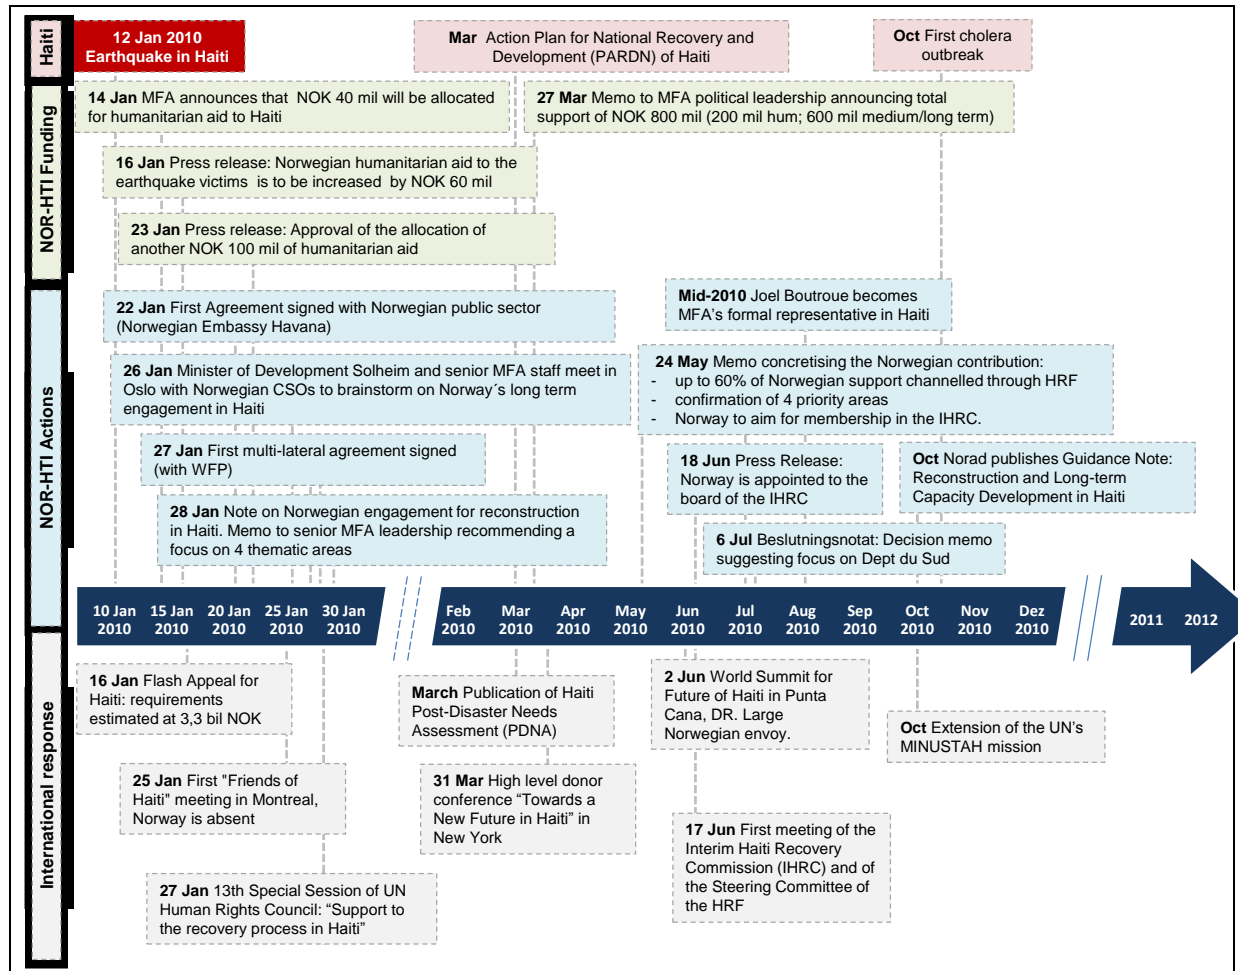 Haiti
12 Jan 2010
Earthquake in Haiti
Mar  Action Plan for National Recovery and
Development (PARDN) of Haiti
Oct First cholera
outbreak
NOR-HTI Funding
14 Jan MFA announces that  NOK 40 mil will be allocated
for humanitarian aid to Haiti
27 Mar Memo to MFA political leadership announcing total
support of NOK 800 mil (200 mil hum; 600 mil medium/long term)
16 Jan Press release: Norwegian humanitarian aid to the
earthquake victims  is to be increased  by NOK 60 mil
23 Jan Press release: Approval of the allocation of
another NOK 100 mil of humanitarian aid
NOR-HTI Actions
22 Jan First Agreement signed with Norwegian public sector
(Norwegian Embassy Havana)
Mid-2010 Joel Boutroue becomes
MFA's formal representative in Haiti
26 Jan Minister of Development Solheim and senior MFA staff meet in
Oslo with Norwegian CSOs to brainstorm on Norway´s long term
engagement in Haiti
24 May Memo concretising the Norwegian contribution:
- up to 60% of Norwegian support channelled through HRF
- confirmation of 4 priority areas
- Norway to aim for membership in the IHRC.
27 Jan First multi-lateral agreement signed
(with WFP)
18 Jun Press Release:
Norway is appointed to the
board of the IHRC
Oct Norad publishes Guidance Note:
Reconstruction and Long-term
Capacity Development in Haiti
28 Jan Note on Norwegian engagement for reconstruction
in Haiti. Memo to senior MFA leadership recommending a
focus on 4 thematic areas
6 Jul Beslutningsnotat: Decision memo
suggesting focus on Dept du Sud
10 Jan 15 Jan 20 Jan 25 Jan 30 Jan Feb Mar Apr May Jun Jul Aug Sep Oct Nov Dez
2010 2010 2010 2010 2010 2010 2010 2010 2010 2010 2010 2010 2010 2010 2010 2010
2011 2012
International response
16 Jan Flash Appeal for
Haiti: requirements
estimated at 3,3 bil NOK
March Publication of Haiti
Post-Disaster Needs
Assessment (PDNA)
2 Jun World Summit for
Future of Haiti in Punta
Cana, DR. Large
Norwegian envoy.
Oct Extension of the UN's
MINUSTAH mission
25 Jan First "Friends of
Haiti" meeting in Montreal,
Norway is absent
31 Mar High level donor
conference “Towards a
New Future in Haiti” in
New York
17 Jun First meeting of the
Interim Haiti Recovery
Commission (IHRC) and of
the Steering Committee of
the HRF
27 Jan 13th Special Session of UN
Human Rights Council: “Support to
the recovery process in Haiti”